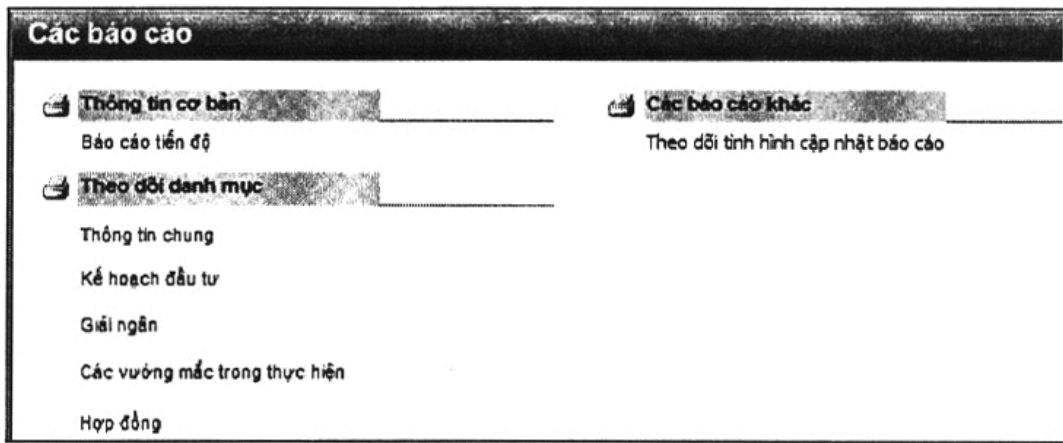 Các báo cáo
Thông tin cơ bản
Báo cáo tiến độ
Theo dõi danh mục
Thông tin chung
Kế hoạch đầu tư
Giải ngân
Các vướng mắc trong thực hiện
Hợp đồng
Các báo cáo khác
Theo dõi tình hình cập nhật báo cáo